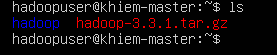 hadoopuser@khiem-master:~$ ls
hadoop  hadoop-3.3.1.tar.gz
hadoopuser@khiem-master:~$